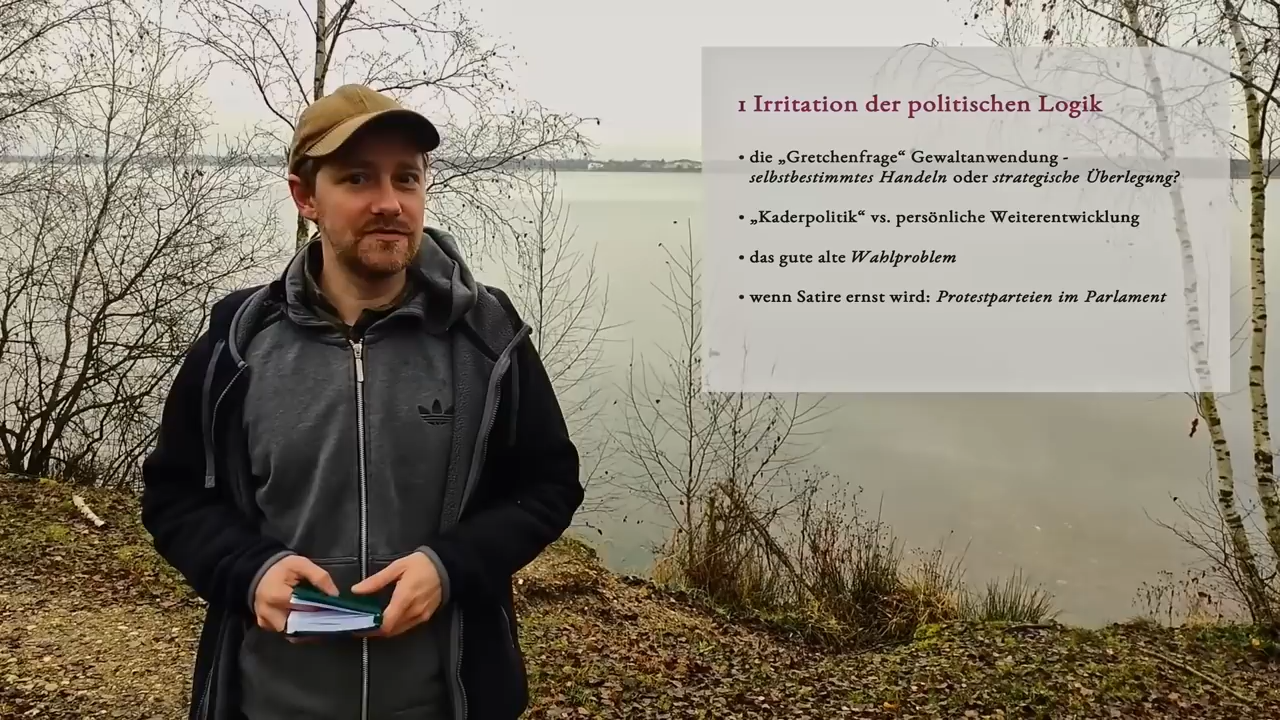 1 Irritation der politischen Logik
• die „Gretchenfrage“ Gewaltanwendung -
selbstbestimmtes Handeln oder strategische Überlegung?
• „Kaderpolitik“ vs. persönliche Weiterentwicklung
• das gute alte Wahlproblem
• wenn Satire ernst wird: Protestparteien im Parlament